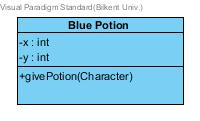 Visual Paradigm Standard(Bilkent Univ.)
Blue Potion
-x : int
-y : int
+givePotion(Character)